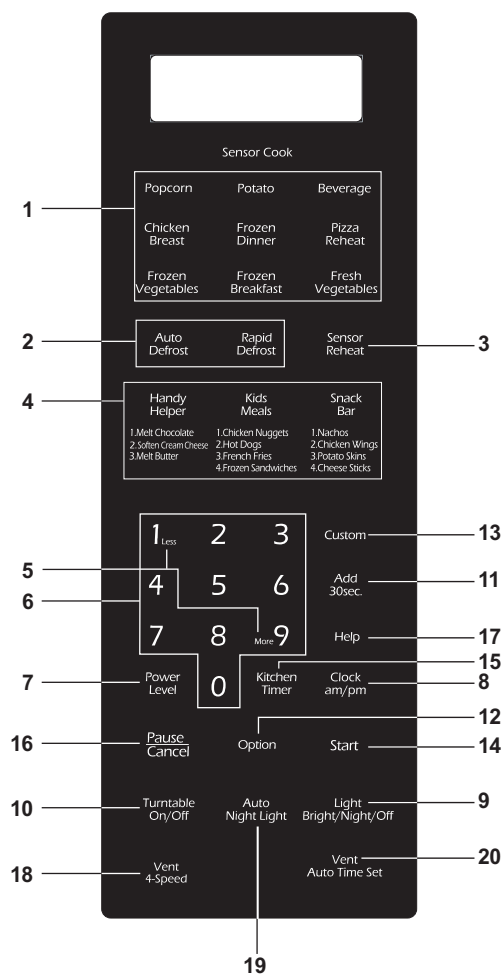 Sensor Cook
Popcorn Potato Beverage
1
Chicken Breast Frozen Dinner Pizza Reheat
Frozen Vegetables Frozen Breakfast Fresh Vegetables
2 Auto Defrost Rapid Defrost Sensor Reheat 3
4 Handy Helper Kids Meals Snack Bar
1.Melt Chocolate 1.Chicken Nuggets 1.Nachos
2.Soften Cream Cheese 2.Hot Dogs 2.Chicken Wings
3.Melt Butter 3.French Fries 3.Potato Skins
4.Frozen Sandwiches 4.Cheese Sticks
1 Less 2 3 Custom 13
5
6 4 5 6 Add 30sec. 11
7 8 More 9 Help 17
15
7 Power Level 0 Kitchen Timer Clock am/pm 8
12
16 Pause Cancel Option Start 14
10 Turntable On/Off Auto Night Light Light Bright/Night/Off 9
18 Vent 4-Speed Vent Auto Time Set 20
19